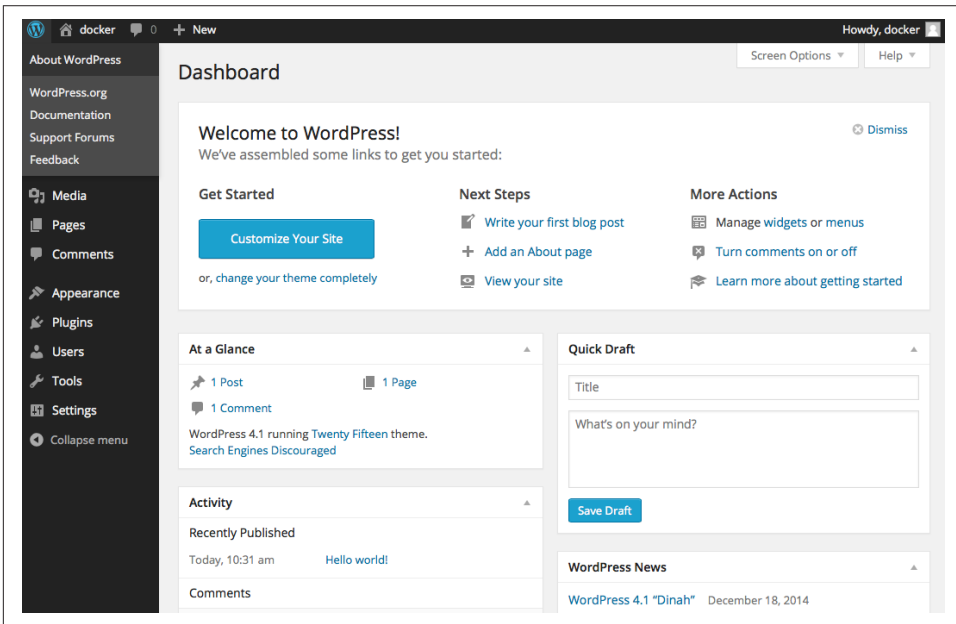 docker 0 + New Howdy, docker
About WordPress
WordPress.org
Documentation
Support Forums
Feedback
Media
Pages
Comments
Appearance
Plugins
Users
Tools
Settings
Collapse menu
Screen Options Help
Dashboard
Welcome to WordPress!
Dismiss
We've assembled some links to get you started:
Get Started
Customize Your Site
or, change your theme completely
Next Steps
Write your first blog post
Add an About page
View your site
More Actions
Manage widgets or menus
Turn comments on or off
Learn more about getting started
At a Glance
1 Post 1 Page
1 Comment
WordPress 4.1 running Twenty Fifteen theme.
Search Engines Discouraged
Activity
Recently Published
Today, 10:31 am Hello world!
Comments
Quick Draft
Title
What's on your mind?
Save Draft
WordPress News
WordPress 4.1 “Dinah” December 18, 2014